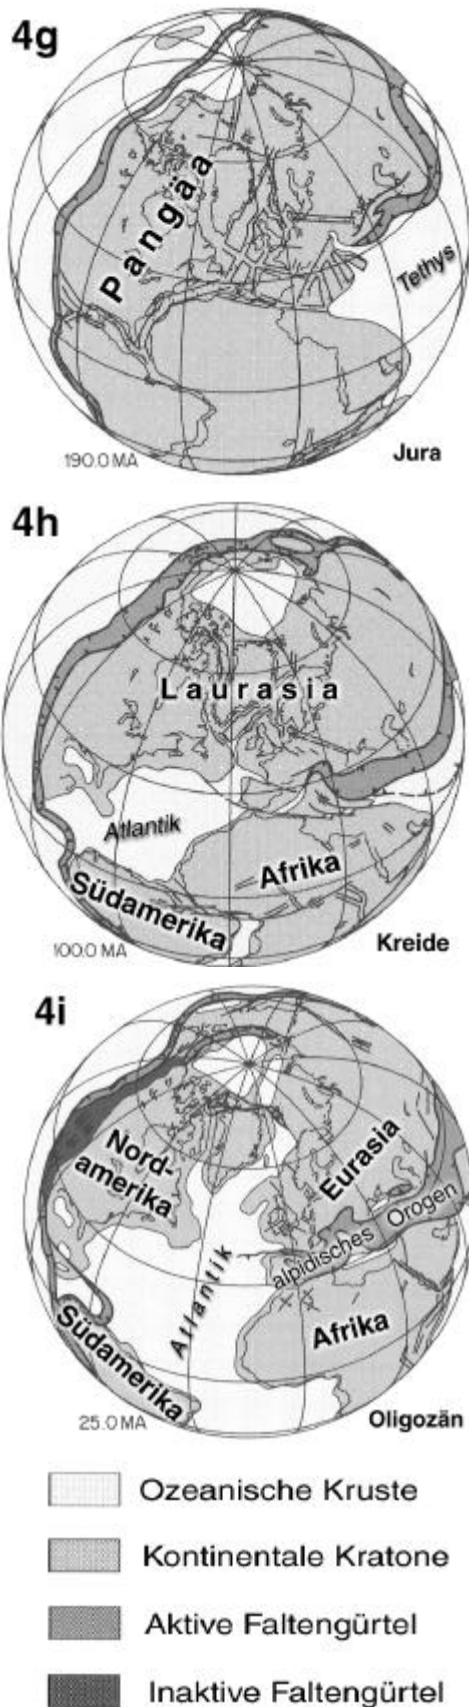 4g
Pangäa
Tethys
190.0 MA
Jura
4h
Laurasia
Atlantik
Afrika
Südamerika
100.0 MA
Kreide
4i
Nord-
amerika
Eurasia
alpidisches Orogen
Atlantik
Afrika
Südamerika
25.0 MA
Oligozän
Ozeanische Kruste
Kontinentale Kratone
Aktive Faltengürtel
Inaktive Faltengürtel